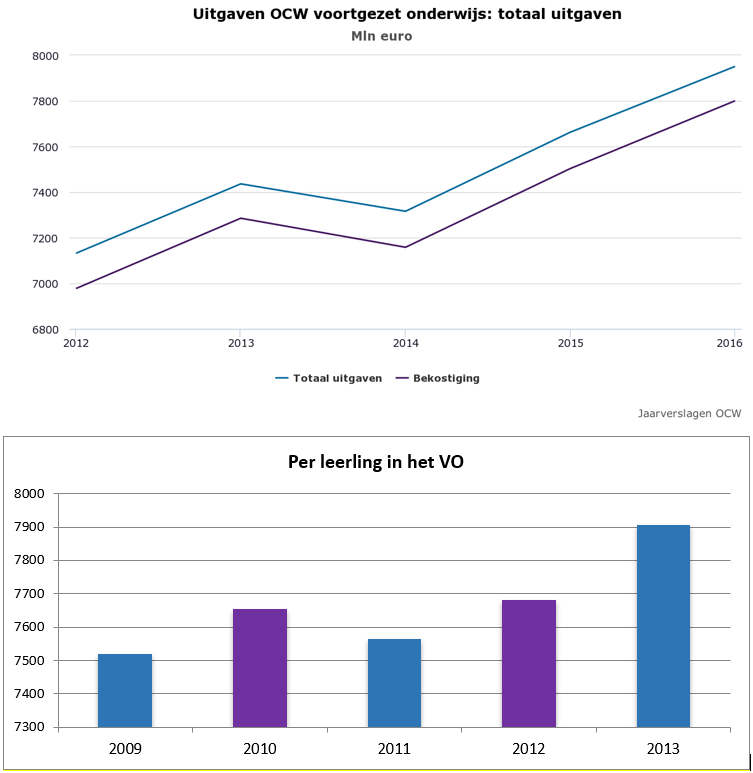 Uitgaven OCW voortgezet onderwijs: totaal uitgaven
Mln euro
8000
7800
7600
7400
7200
7000
6800
2012 2013 2014 2015 2016
Totaal uitgaven Bekostiging
Jaarverslagen OCW
Per leerling in het VO
8000
7900
7800
7700
7600
7500
7400
7300
2009 2010 2011 2012 2013